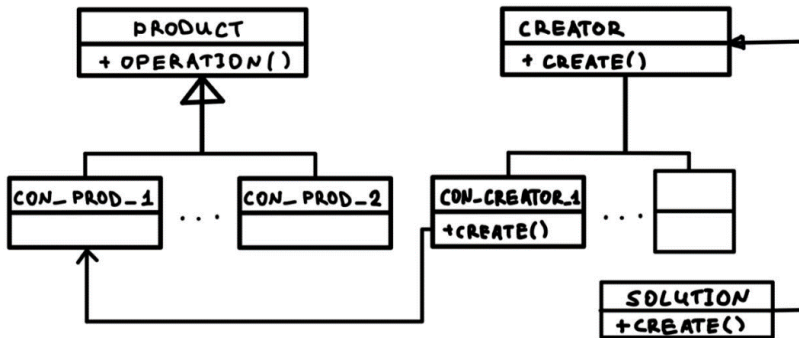 PRODUCT
+ OPERATION()
CREATOR
+ CREATE()
CON_PROD_1
...
CON_PROD_2
CON_CREATOR_1
+CREATE()
...
SOLUTION
+CREATE()